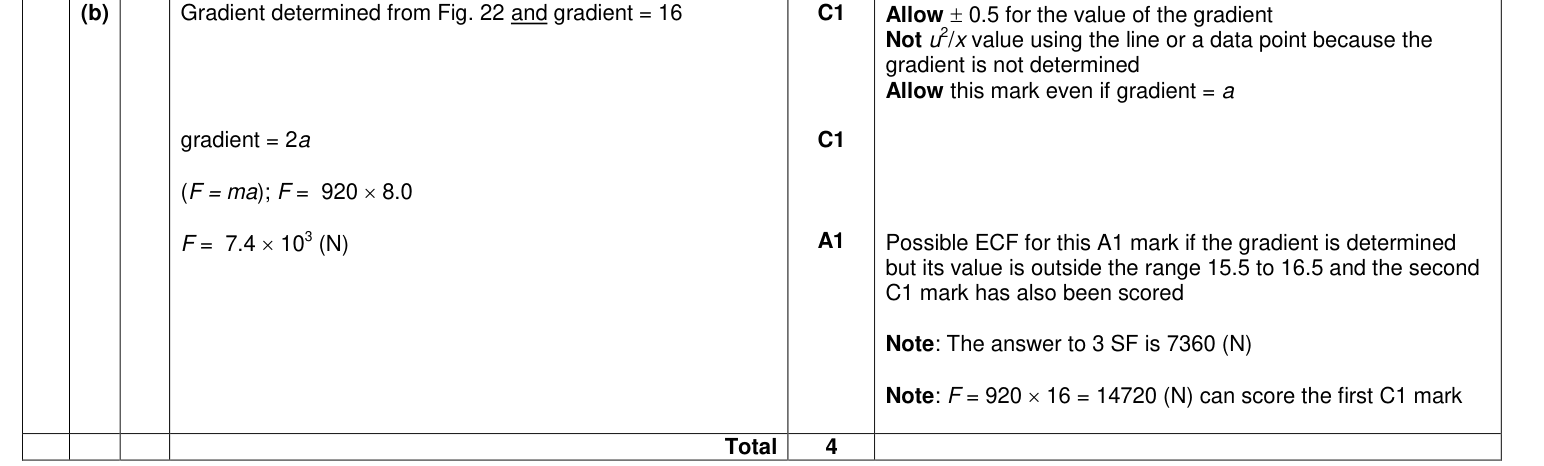 (b) Gradient determined from Fig. 22 and gradient = 16 C1 Allow ± 0.5 for the value of the gradient
Not u²/x value using the line or a data point because the
gradient is not determined
Allow this mark even if gradient = a
gradient = 2a C1
(F = ma); F = 920 × 8.0
F = 7.4 × 10³ (N) A1 Possible ECF for this A1 mark if the gradient is determined
but its value is outside the range 15.5 to 16.5 and the second
C1 mark has also been scored
Note: The answer to 3 SF is 7360 (N)
Note: F = 920 × 16 = 14720 (N) can score the first C1 mark
Total 4